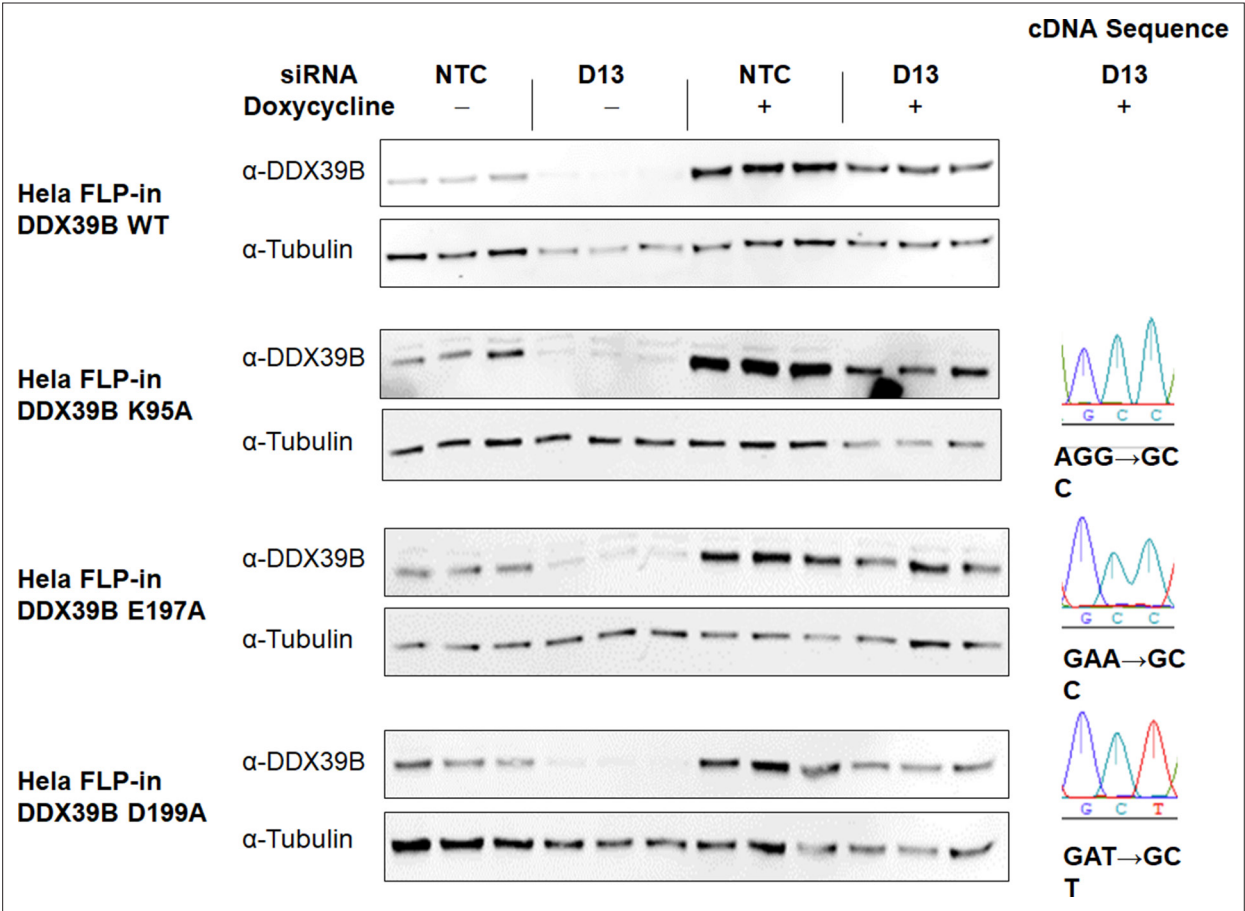 cDNA Sequence
siRNA NTC D13 NTC D13 D13
Doxycycline – – + + +
α-DDX39B
Hela FLP-in
DDX39B WT
α-Tubulin
α-DDX39B
Hela FLP-in
DDX39B K95A
α-Tubulin
G C C
AGG→GC
C
α-DDX39B
Hela FLP-in
DDX39B E197A
α-Tubulin
G C C
GAA→GC
C
α-DDX39B
Hela FLP-in
DDX39B D199A
α-Tubulin
G C T
GAT→GC
T